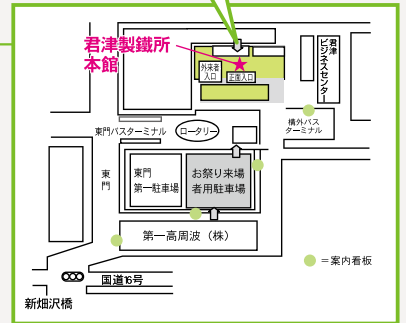 君津製鐵所
本館
外来者
入口
正面入口
君津
ビジネスセンター
構外バス
ターミナル
東門バスターミナル
ロータリー
東
門
東門
第一駐車場
お祭り来場
者用駐車場
第一高周波（株）
＝案内看板
国道16号
新畑沢橋